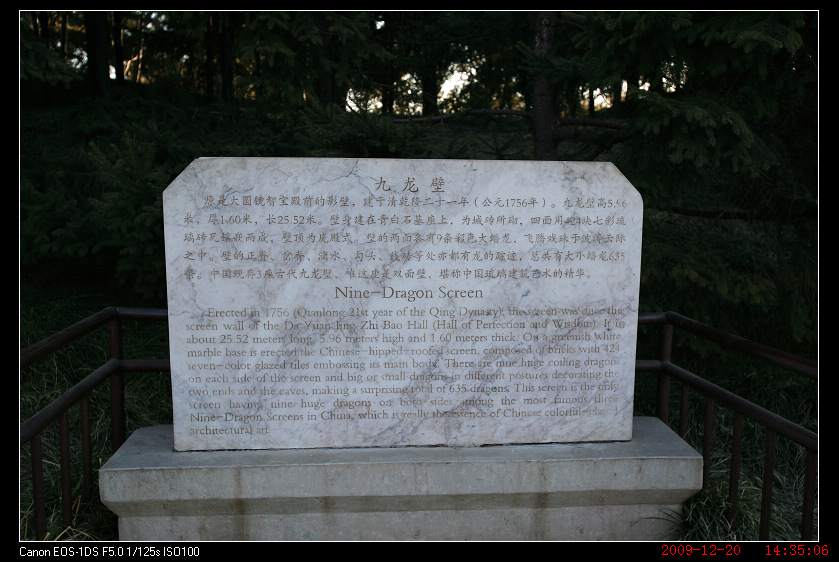 九龙壁
原是大圆镜智宝殿前的影壁，建于清乾隆二十一年（公元1756年）。九龙壁高5.96
米，厚1.60米，长25.52米。壁身建在青白石基座上，为城砖所砌，四面用424块七彩琉
璃砖瓦镶嵌而成，壁顶为庑殿式。壁的两面各有9条彩色大蟠龙，飞腾戏珠于波涛云际
之中。壁的正脊、岔脊、滴水、勾头、线砖等处亦都有龙的踪迹，总共有大小蟠龙635
条。中国现存3座古代九龙壁，唯这座是双面壁，堪称中国琉璃建筑艺术的精华。
Nine-Dragon Screen
Erected in 1756 (Qianlong 21st year of the Qing Dynasty), the screen was once the
screen wall of the Da Yuan Jing Zhi Bao Hall (Hall of Perfection and Wisdom). It is
about 25.52 meters long, 5.96 meters high and 1.60 meters thick. On a greenish white
marble base is erected the Chinese-hipped-roofed screen, composed of bricks with 424
seven-color glazed tiles embossing its main body. There are nine huge coiling dragons
on each side of the screen and big or small dragons in different postures decorating the
two ends and the eaves, making a surprising total of 635 dragons. This screen is the only
screen having nine huge dragons on both sides among the most famous three
Nine-Dragon Screens in China, which is really the essence of Chinese colorful-glazed
architectural art.
Canon EOS-1DS F5.0 1/125s ISO100
2009-12-20 14:35:06